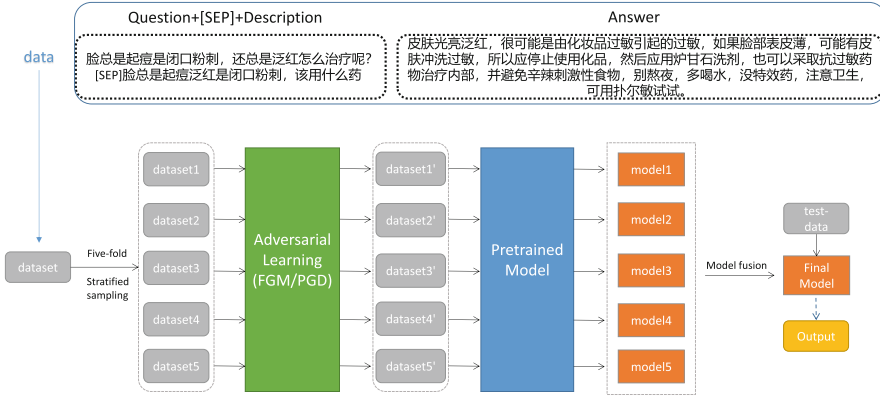 Question+[SEP]+Description
Answer
data
脸总是起痘是闭口粉刺，还总是泛红怎么治疗呢?
[SEP]脸总是起痘泛红是闭口粉刺，该用什么药
皮肤光亮泛红，很可能是由化妆品过敏引起的过敏，如果脸部表皮薄，可能有皮
肤冲洗过敏，所以应停止使用化品，然后应用炉甘石洗剂，也可以采取抗过敏药
物治疗内部，并避免辛辣刺激性食物，别熬夜，多喝水，没特效药，注意卫生，
可用扑尔敏试试。
dataset
Five-fold
Stratified
sampling
dataset1
dataset2
dataset3
dataset4
dataset5
Adversarial
Learning
(FGM/PGD)
dataset1'
dataset2'
dataset3'
dataset4'
dataset5'
Pretrained
Model
model1
model2
model3
model4
model5
Model fusion
test-
data
Final
Model
Output